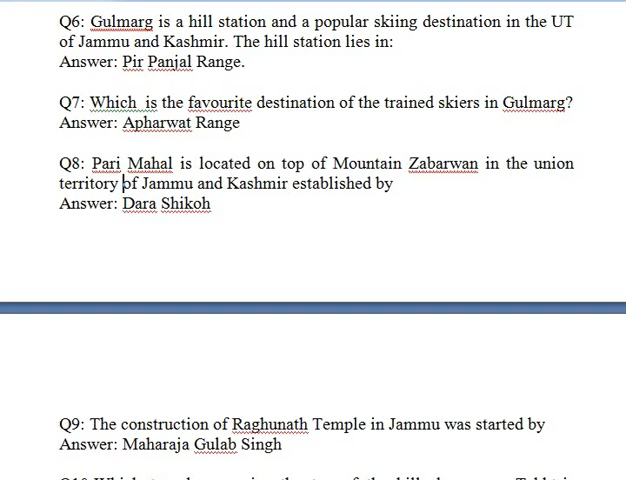 Q6: Gulmarg is a hill station and a popular skiing destination in the UT
of Jammu and Kashmir. The hill station lies in:
Answer: Pir Panjal Range.
Q7: Which  is the favourite destination of the trained skiers in Gulmarg?
Answer: Apharwat Range
Q8: Pari Mahal is located on top of Mountain Zabarwan in the union
territory of Jammu and Kashmir established by
Answer: Dara Shikoh
Q9: The construction of Raghunath Temple in Jammu was started by
Answer: Maharaja Gulab Singh